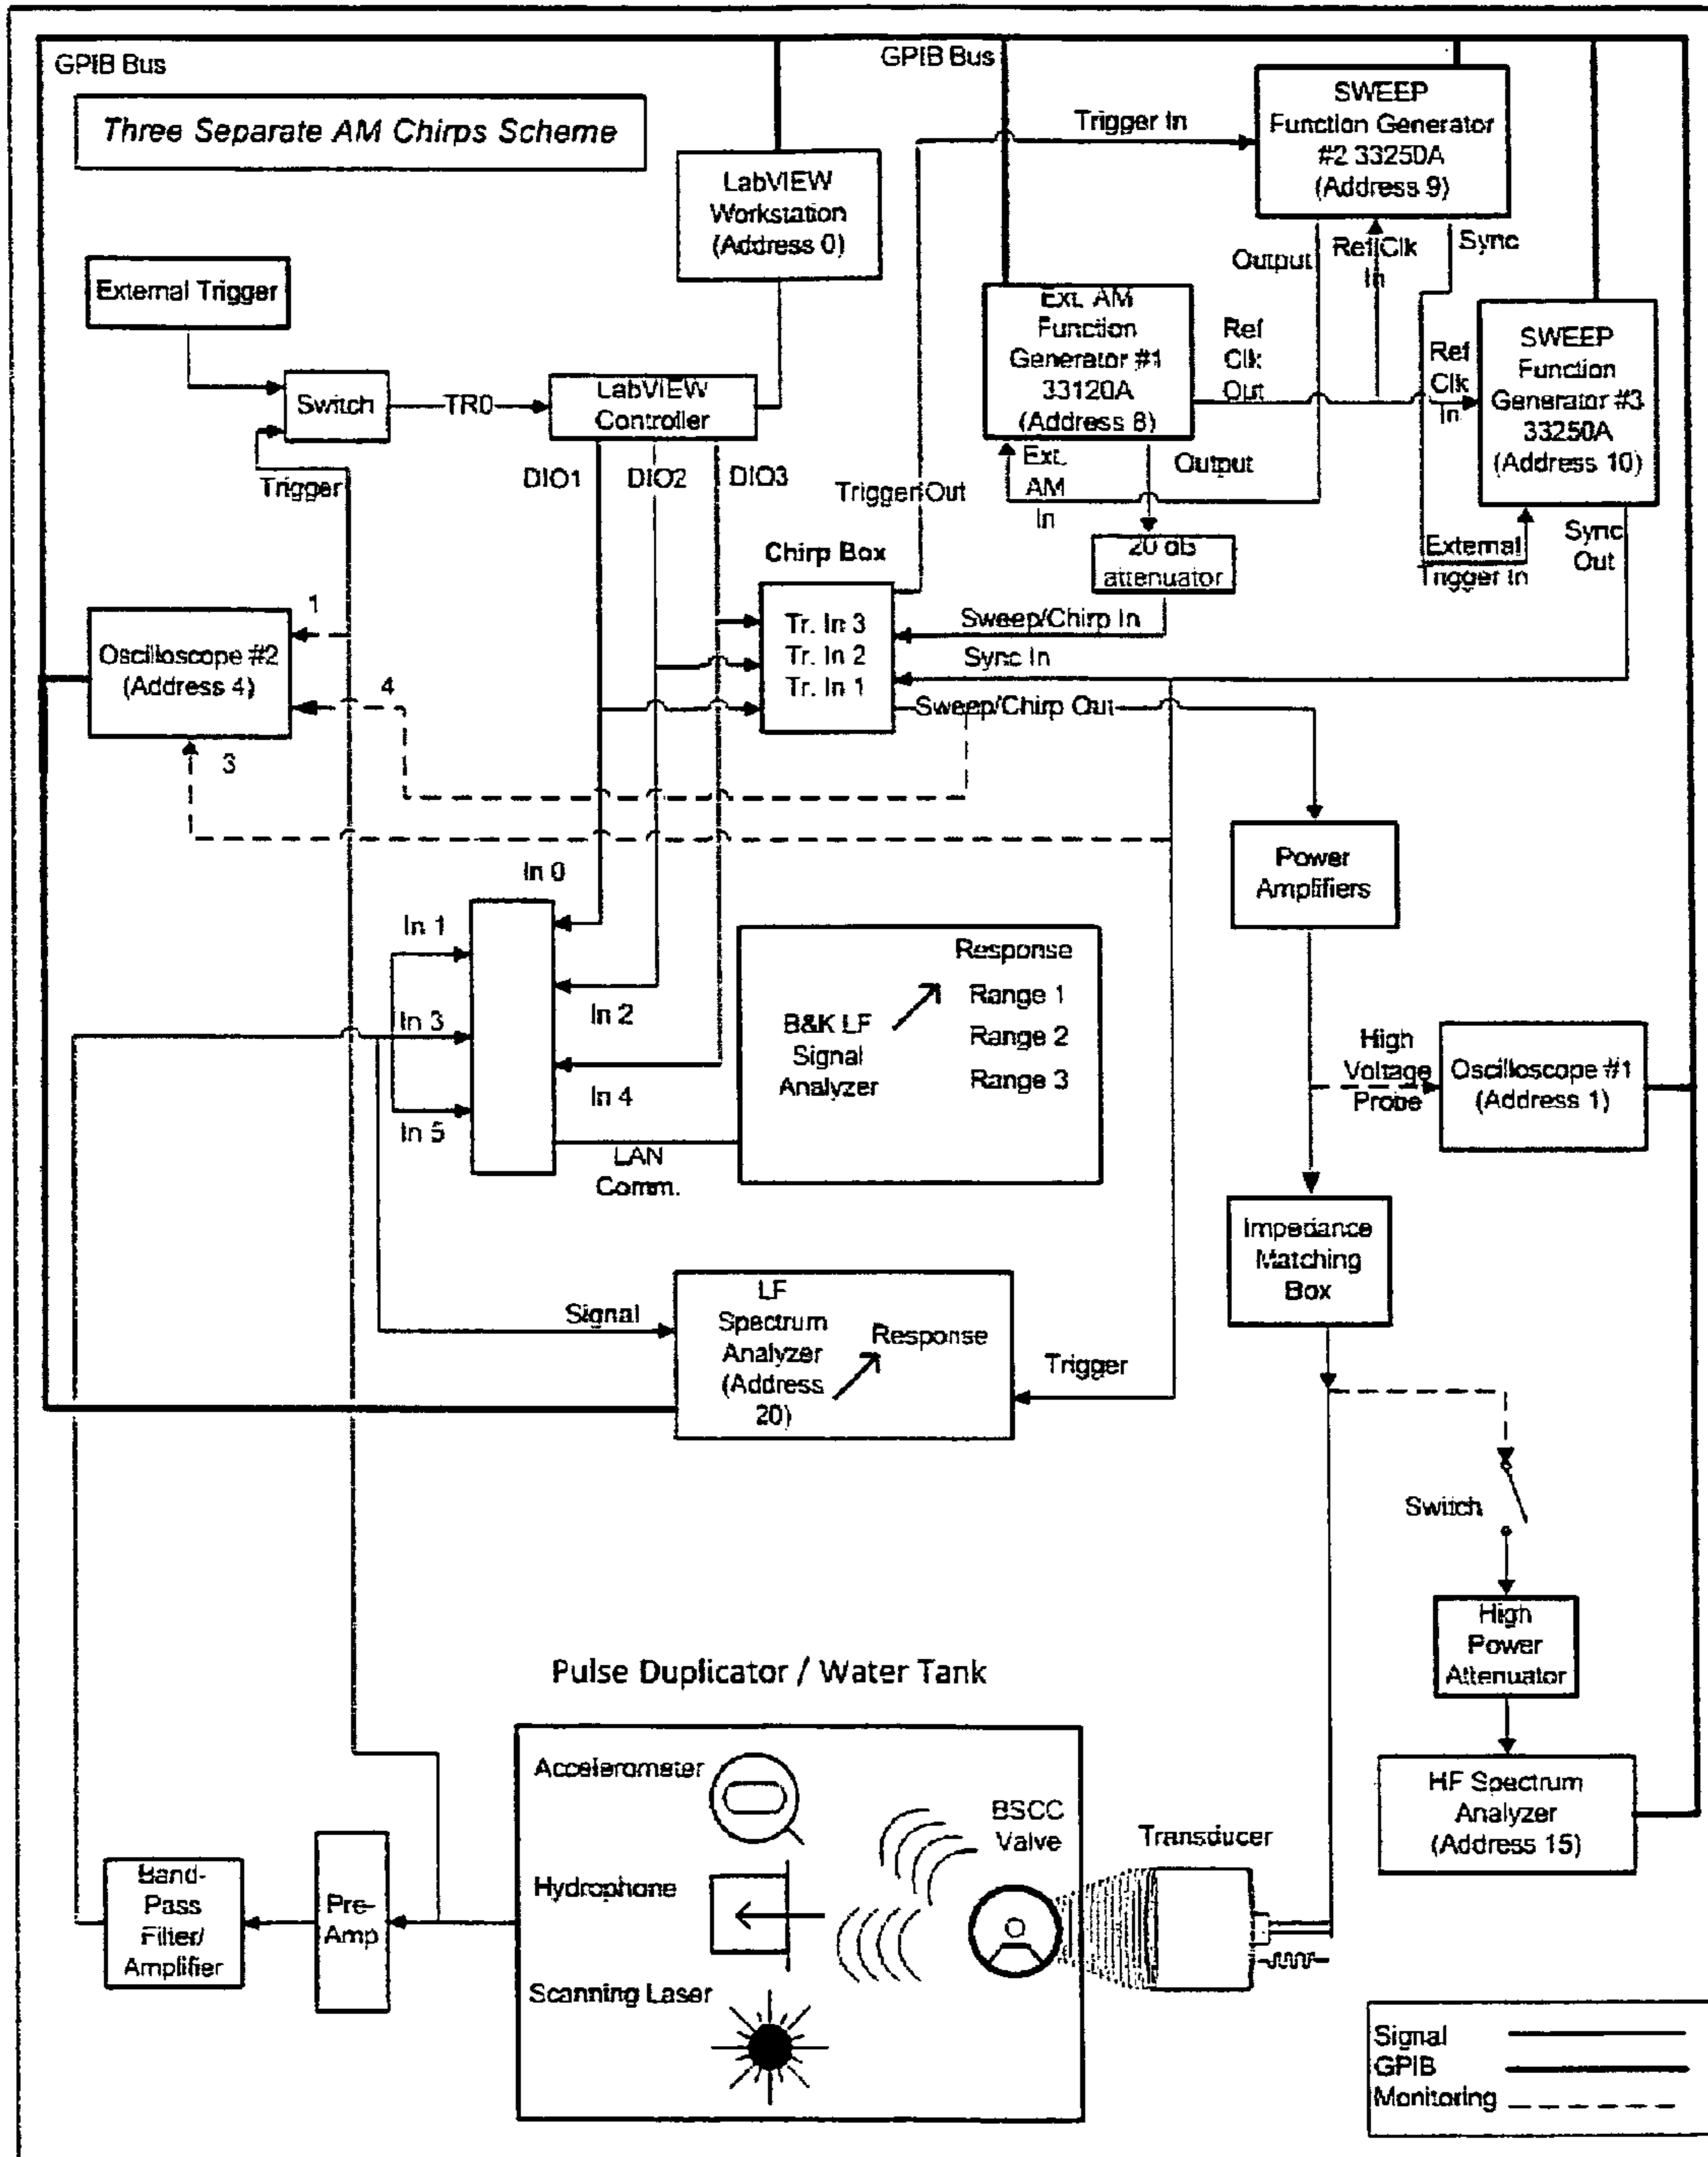 GPIB Bus
GPIB Bus
Three Separate AM Chirps Scheme
SWEEP
Function Generator
#2 33250A
(Address 9)
Trigger In
LabVIEW
Workstation
(Address 0)
Output
Ref Clk
In
Sync
External Trigger
Ext. AM
Function
Generator #1
33120A
(Address 8)
Ref
Clk
Out
Ref
Clk
In
SWEEP
Function
Generator #3
33250A
(Address 10)
Switch
TR0
LabVIEW
Controller
Trigger
DIO1
DIO2
DIO3
Trigger Out
Ext.
AM
In
Output
20 db
attenuator
External
Trigger In
Sync
Out
Chirp Box
Tr. In 3
Tr. In 2
Tr. In 1
Sweep/Chirp In
Sync In
Sweep/Chirp Out
Oscilloscope #2
(Address 4)
1
4
3
Power
Amplifiers
In 0
In 1
In 2
In 3
In 4
In 5
LAN
Comm.
B&K LF
Signal
Analyzer
Response
Range 1
Range 2
Range 3
High
Voltage
Probe
Oscilloscope #1
(Address 1)
Impedance
Matching
Box
Signal
LF
Spectrum
Analyzer
(Address
20)
Response
Trigger
Switch
High
Power
Attenuator
HF Spectrum
Analyzer
(Address 15)
Pulse Duplicator / Water Tank
Accelerometer
BSCC
Valve
Transducer
Hydrophone
Scanning Laser
Band-
Pass
Filter/
Amplifier
Pre-
Amp
Signal
GPIB
Monitoring